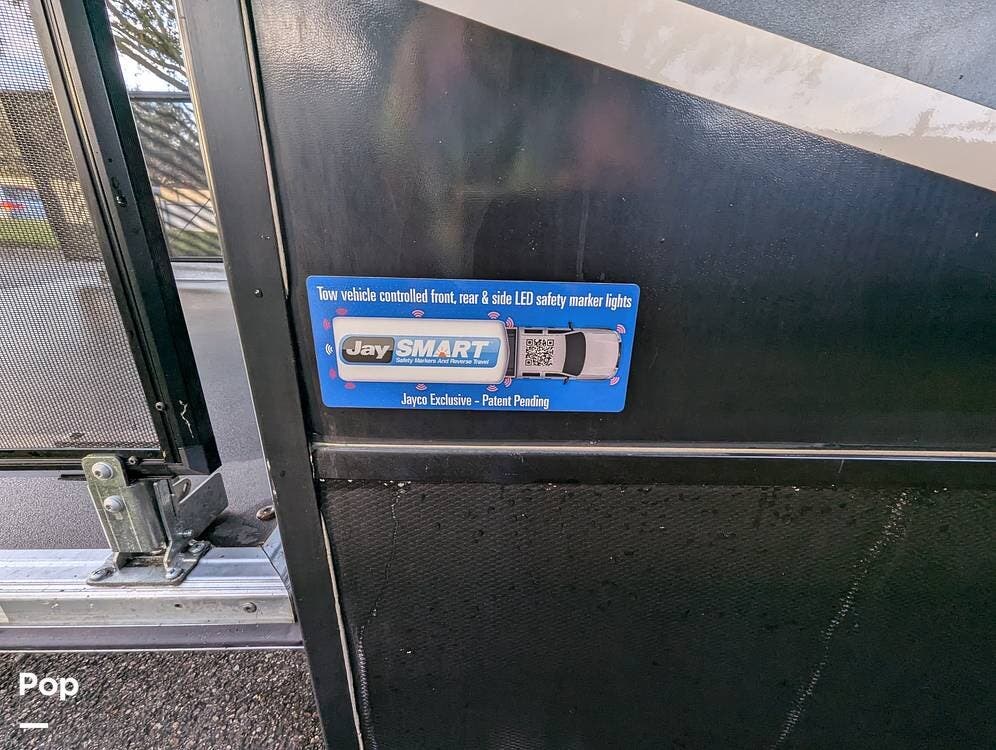 Tow vehicle controlled front, rear & side LED safety marker lights
Jay SMART
Safety Markers And Reverse Travel
Jayco Exclusive - Patent Pending
Pop